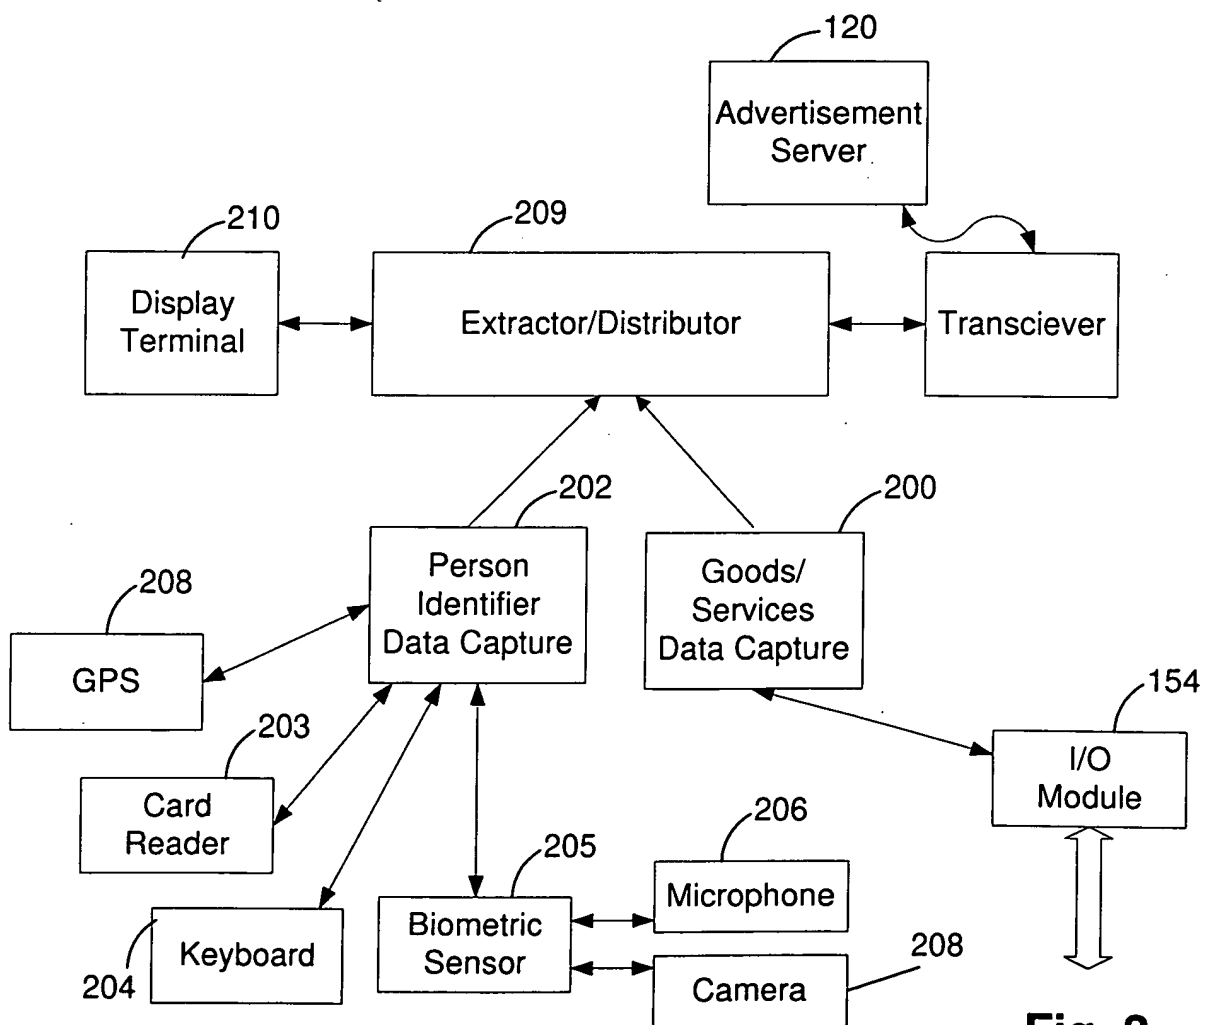 120
Advertisement
Server
210
209
Display
Terminal
Extractor/Distributor
Transciever
202
200
Person
Identifier
Data Capture
Goods/
Services
Data Capture
208
GPS
154
I/O
Module
203
Card
Reader
206
Microphone
205
Biometric
Sensor
Keyboard
204
208
Camera